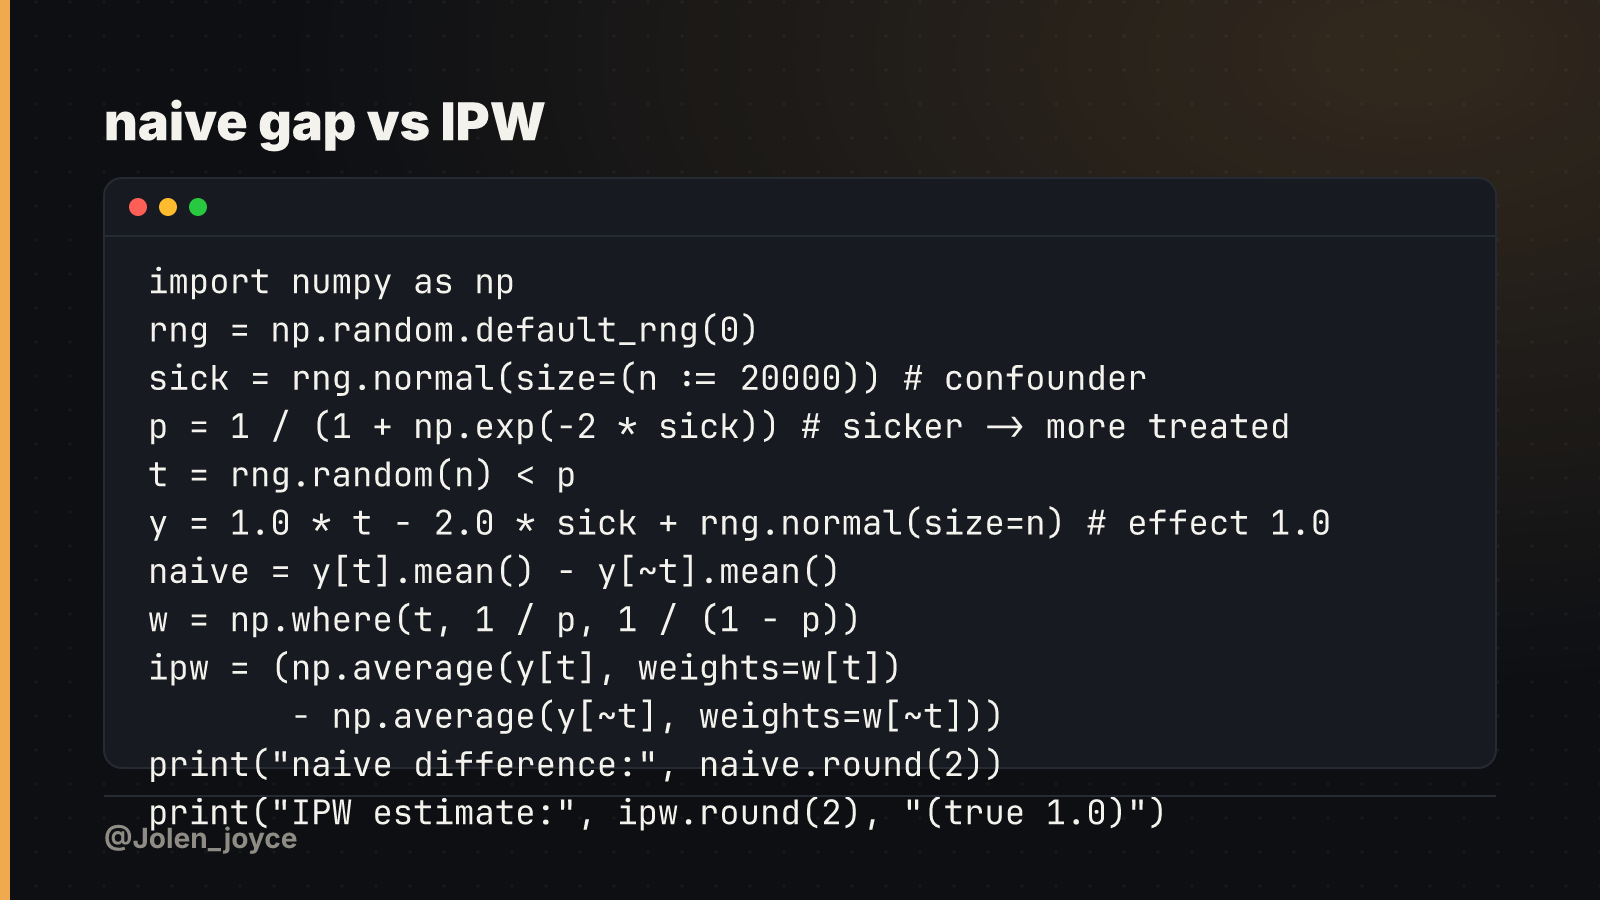 naive gap vs IPW
import numpy as np
rng = np.random.default_rng(0)
sick = rng.normal(size=(n := 20000)) # confounder
p = 1 / (1 + np.exp(-2 * sick)) # sicker -> more treated
t = rng.random(n) < p
y = 1.0 * t - 2.0 * sick + rng.normal(size=n) # effect 1.0
naive = y[t].mean() - y[~t].mean()
w = np.where(t, 1 / p, 1 / (1 - p))
ipw = (np.average(y[t], weights=w[t])
       - np.average(y[~t], weights=w[~t]))
print("naive difference:", naive.round(2))
print("IPW estimate:", ipw.round(2), "(true 1.0)")
@Jolen_joyce